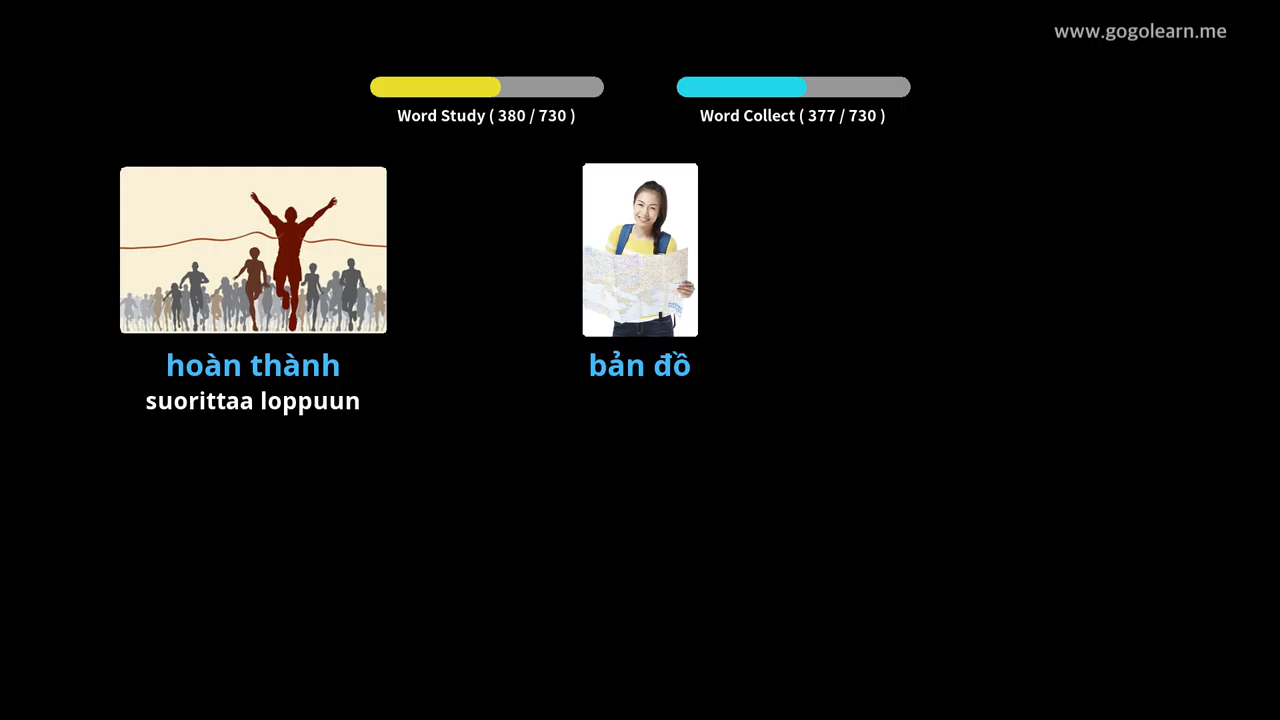 www.gogolearn.me
Word Study ( 380 / 730 )
Word Collect ( 377 / 730 )
hoàn thành
suorittaa loppuun
bản đồ